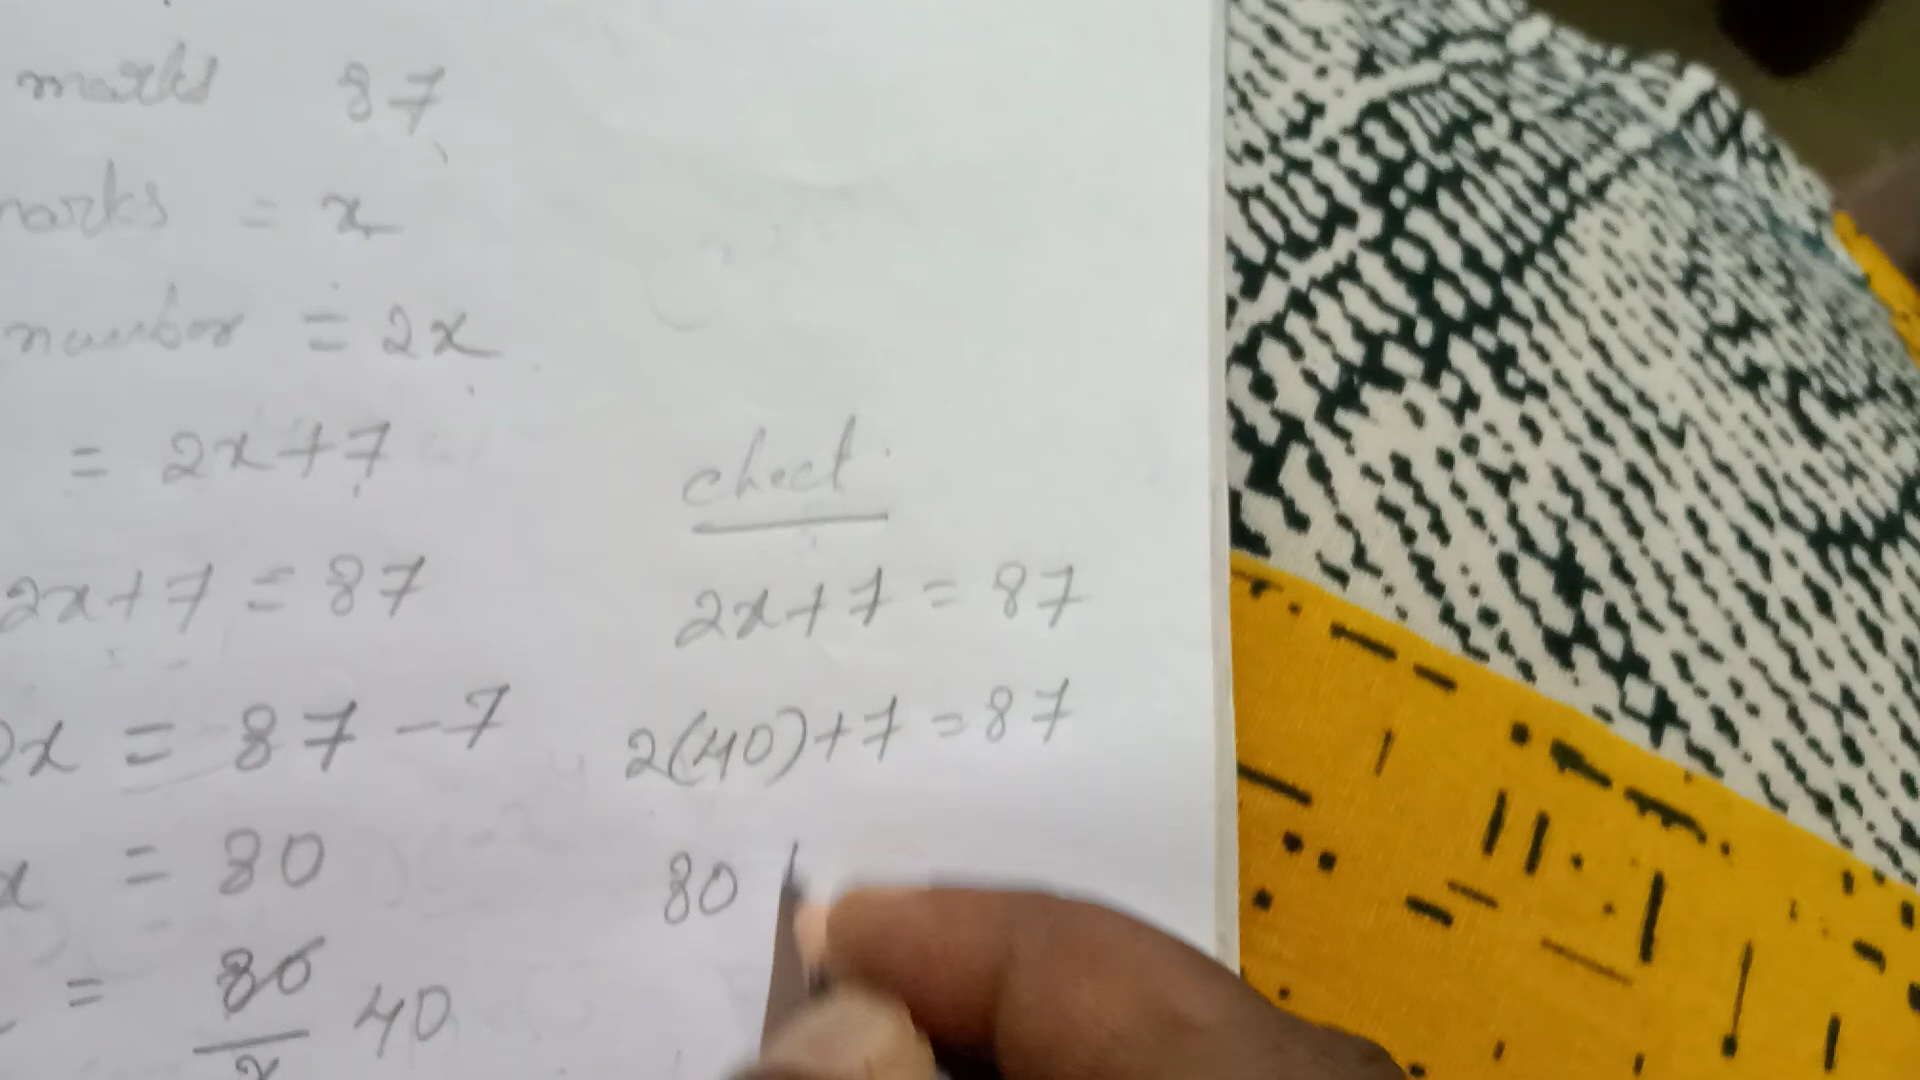 marks 87
marks = x
number = 2x
= 2x+7
2x+7 = 87
2x = 87-7
x = 80
= 80/2 40
check
2x+7 = 87
2(40)+7 = 87
80